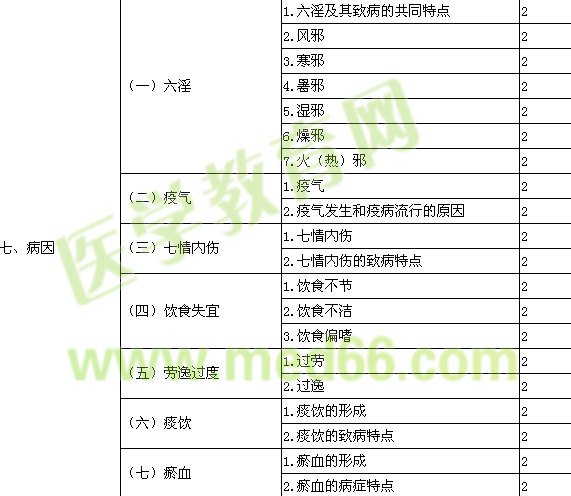 七、病因
（一）六淫
1.六淫及其致病的共同特点 2
2.风邪 2
3.寒邪 2
4.暑邪 2
5.湿邪 2
6.燥邪 2
7.火（热）邪 2
（二）疫气
1.疫气 2
2.疫气发生和疫病流行的原因 2
（三）七情内伤
1.七情内伤 2
2.七情内伤的致病特点 2
（四）饮食失宜
1.饮食不节 2
2.饮食不洁 2
3.饮食偏嗜 2
（五）劳逸过度
1.过劳 2
2.过逸 2
（六）痰饮
1.痰饮的形成 2
2.痰饮的致病特点 2
（七）瘀血
1.瘀血的形成 2
2.瘀血的病症特点 2
医学教育网
www.med66.com